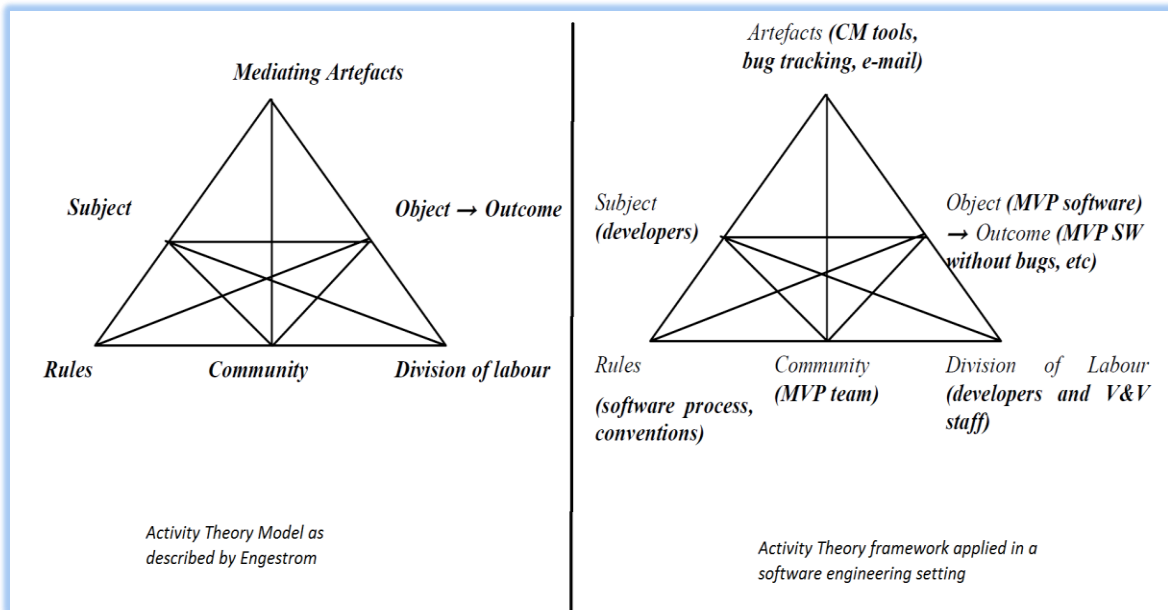 Mediating Artefacts
Subject
Object → Outcome
Rules
Community
Division of labour
Activity Theory Model as
described by Engestrom
Artefacts (CM tools,
bug tracking, e-mail)
Subject
(developers)
Object (MVP software)
→ Outcome (MVP SW
without bugs, etc)
Rules
(software process,
conventions)
Community
(MVP team)
Division of Labour
(developers and V&V
staff)
Activity Theory framework applied in a
software engineering setting